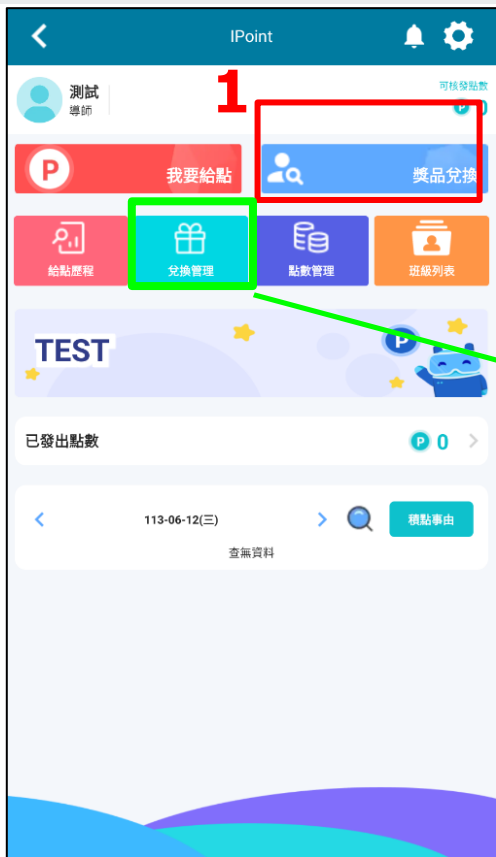 IPoint
1
測試
導師
可核發點數
P 0
P
我要給點
獎品兌換
給點歷程
兌換管理
點數管理
班級列表
TEST
P
已發出點數
P 0
113-06-12(三)
積點事由
查無資料